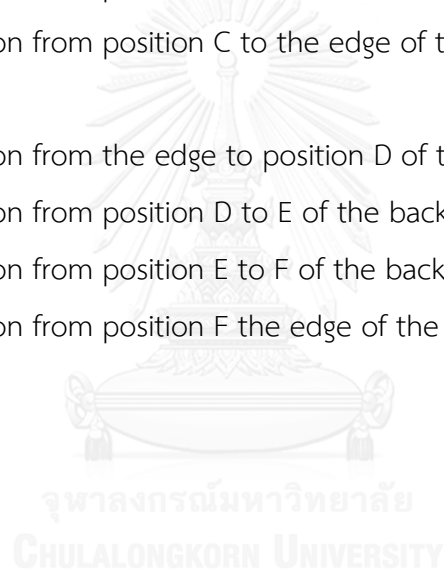 on from position C to the edge of t
on from the edge to position D of t
on from position D to E of the back
on from position E to F of the back
on from position F the edge of the
จุฬาลงกรณ์มหาวิทยาลัย
CHULALONGKORN UNIVERSITY